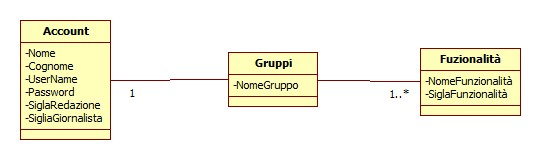 Account
-Nome
-Cognome
-UserName
-Password
-SiglaRedazione
-SigliaGiornalista
1
Gruppi
-NomeGruppo
1..*
Fuzionalità
-NomeFunzionalità
-SiglaFunzionalità